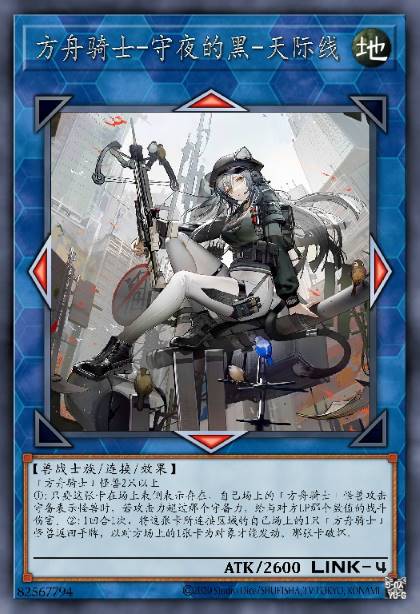 方舟骑士-守夜的黑-天际线
地
【兽战士族/连接/效果】
「方舟骑士」怪兽2只以上
①：只要这张卡在场上表侧表示存在，自己场上的「方舟骑士」怪兽攻击
守备表示怪兽时，若攻击力超过那个守备力，给与对方LP那个数值的战斗
伤害。②：1回合1次，将这张卡所连接区域的自己场上的1只「方舟骑士」
怪兽返回手牌，以对方场上的1张卡为对象才能发动。那张卡破坏。
ATK/2600 LINK-4
82567794
©2020 Studio Dice/SHUEISHA, TV TOKYO, KONAMI